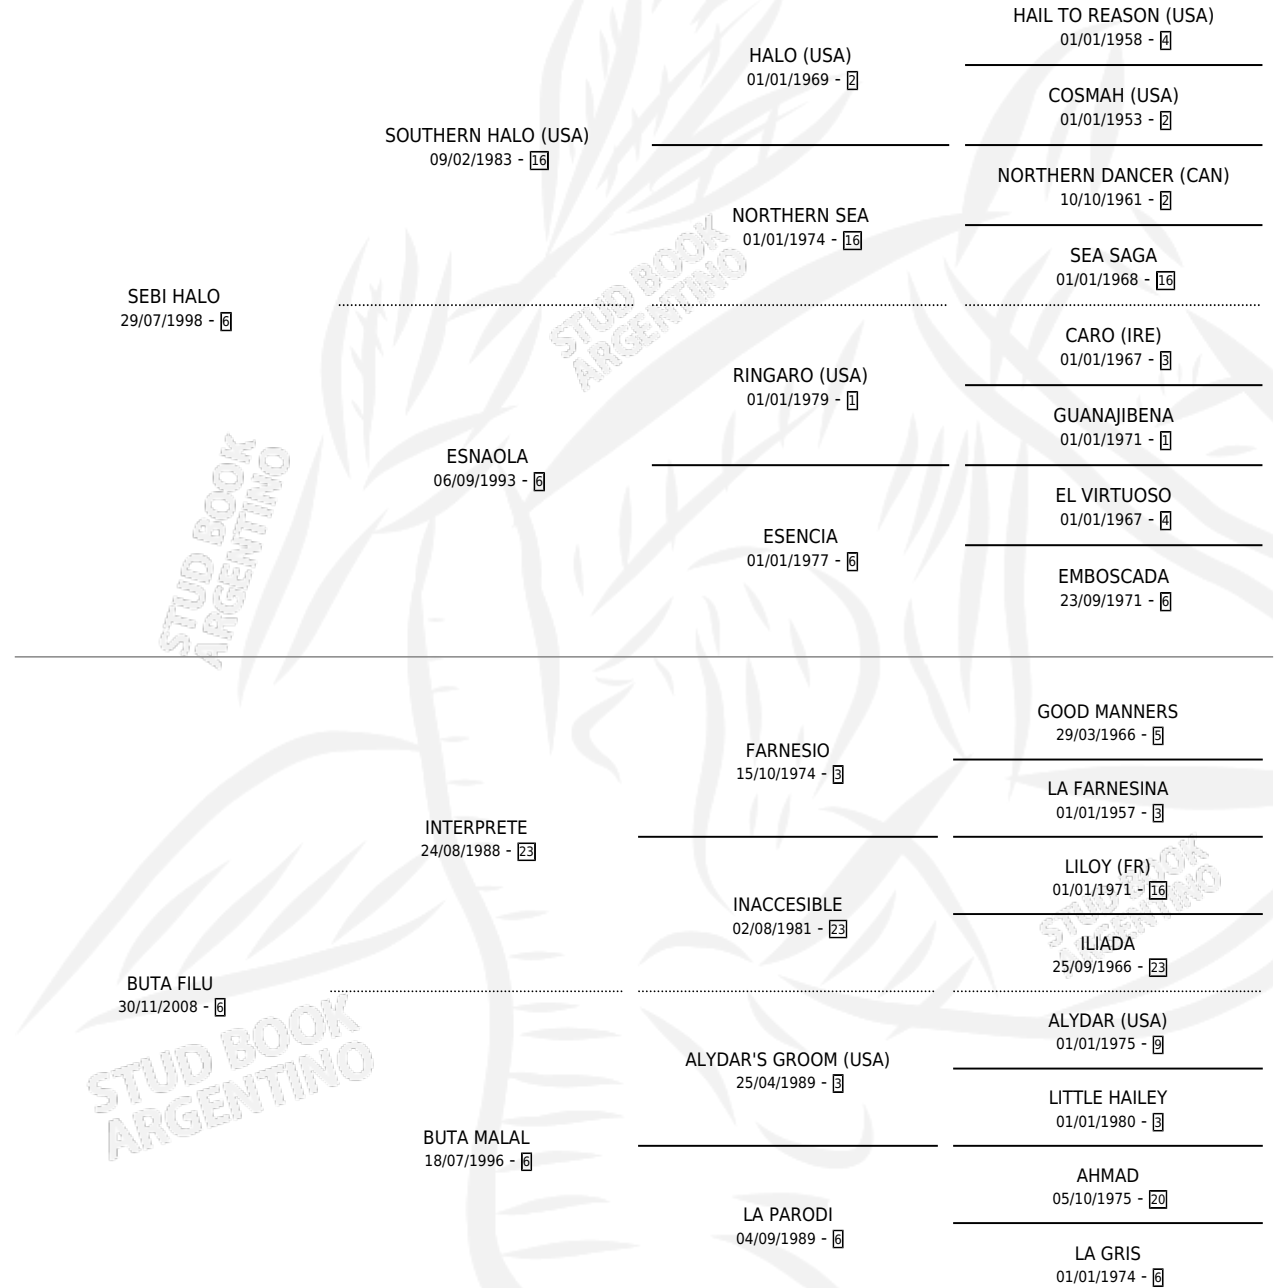 HAIL TO REASON (USA)
01/01/1958 - 4
HALO (USA)
01/01/1969 - 2
COSMAH (USA)
01/01/1953 - 2
SOUTHERN HALO (USA)
09/02/1983 - 16
NORTHERN DANCER (CAN)
10/10/1961 - 2
NORTHERN SEA
01/01/1974 - 16
SEA SAGA
01/01/1968 - 16
STUD BOOK
ARGENTINO
SEBI HALO
29/07/1998 - 6
CARO (IRE)
01/01/1967 - 3
RINGARO (USA)
01/01/1979 - 1
GUANAJIBENA
01/01/1971 - 1
ESNAOLA
06/09/1993 - 6
EL VIRTUOSO
01/01/1967 - 4
ESENCIA
01/01/1977 - 6
EMBOSCADA
23/09/1971 - 6
STUD BOOK
ARGENTINO
GOOD MANNERS
29/03/1966 - 5
FARNESIO
15/10/1974 - 3
LA FARNESINA
01/01/1957 - 3
INTERPRETE
24/08/1988 - 23
LILOY (FR)
01/01/1971 - 16
INACCESIBLE
02/08/1981 - 23
ILIADA
25/09/1966 - 23
STUD BOOK
ARGENTINO
BUTA FILU
30/11/2008 - 6
ALYDAR (USA)
01/01/1975 - 9
ALYDAR'S GROOM (USA)
25/04/1989 - 3
LITTLE HAILEY
01/01/1980 - 3
STUD BOOK
ARGENTINO
BUTA MALAL
18/07/1996 - 6
AHMAD
05/10/1975 - 20
LA PARODI
04/09/1989 - 6
LA GRIS
01/01/1974 - 6